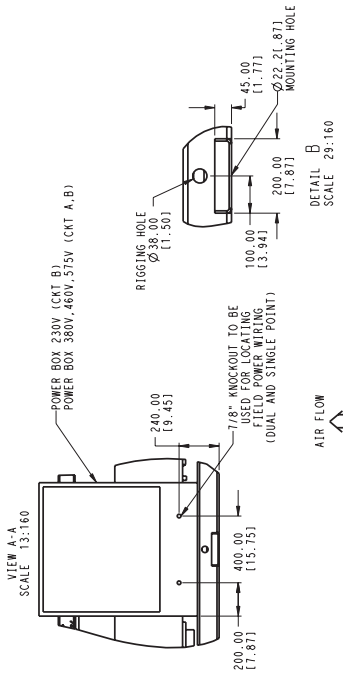 VIEW A-A
SCALE 13:160
POWER BOX 230V (CKT B)
POWER BOX 380V,460V,575V (CKT A,B)
240.00
[9.45]
7/8" KNOCKOUT TO BE
USED FOR LOCATING
FIELD POWER WIRING
(DUAL AND SINGLE POINT)
200.00
[7.87]
400.00
[15.75]
AIR FLOW
RIGGING HOLE
Ø38.00
[1.50]
45.00
[1.77]
Ø22.2[.87]
MOUNTING HOLE
100.00
[3.94]
200.00
[7.87]
DETAIL B
SCALE 29:160